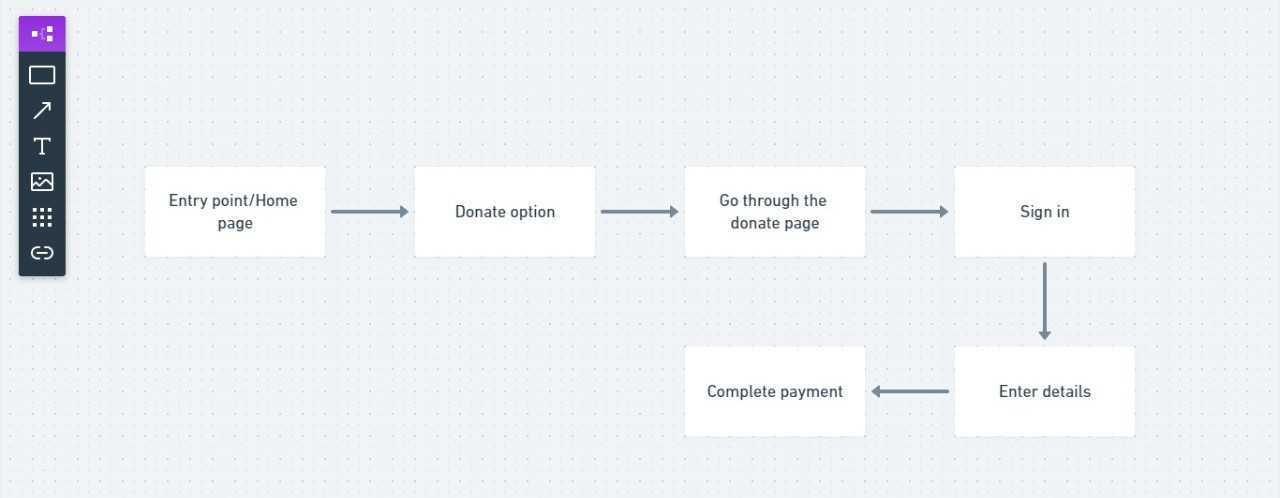 Entry point/Home
page
Donate option
Go through the
donate page
Sign in
Complete payment
Enter details